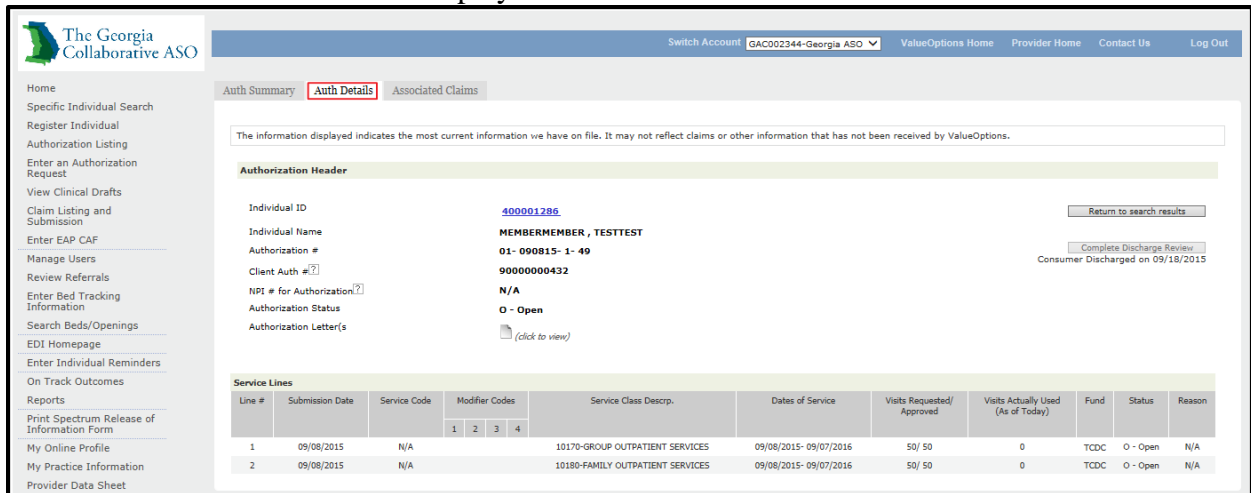 The Georgia
Collaborative ASO
Switch Account GAC002344-Georgia ASO ValueOptions Home Provider Home Contact Us Log Out
Home
Specific Individual Search
Register Individual
Authorization Listing
Enter an Authorization
Request
View Clinical Drafts
Claim Listing and
Submission
Enter EAP CAF
Manage Users
Review Referrals
Enter Bed Tracking
Information
Search Beds/Openings
EDI Homepage
Enter Individual Reminders
On Track Outcomes
Reports
Print Spectrum Release of
Information Form
My Online Profile
My Practice Information
Provider Data Sheet
Auth Summary Auth Details Associated Claims
The information displayed indicates the most current information we have on file. It may not reflect claims or other information that has not been received by ValueOptions.
Authorization Header
Individual ID 400001286
Return to search results
Individual Name MEMBERMEMBER , TESTTEST
Authorization # 01- 090815- 1- 49
Complete Discharge Review
Consumer Discharged on 09/18/2015
Client Auth #? 90000000432
NPI # for Authorization? N/A
Authorization Status O - Open
Authorization Letter(s (click to view)
Service Lines
Line # Submission Date Service Code Modifier Codes Service Class Descrp. Dates of Service Visits Requested/ Approved Visits Actually Used (As of Today) Fund Status Reason
1 2 3 4
1 09/08/2015 N/A 10170-GROUP OUTPATIENT SERVICES 09/08/2015- 09/07/2016 50/ 50 0 TCDC O - Open N/A
2 09/08/2015 N/A 10180-FAMILY OUTPATIENT SERVICES 09/08/2015- 09/07/2016 50/ 50 0 TCDC O - Open N/A